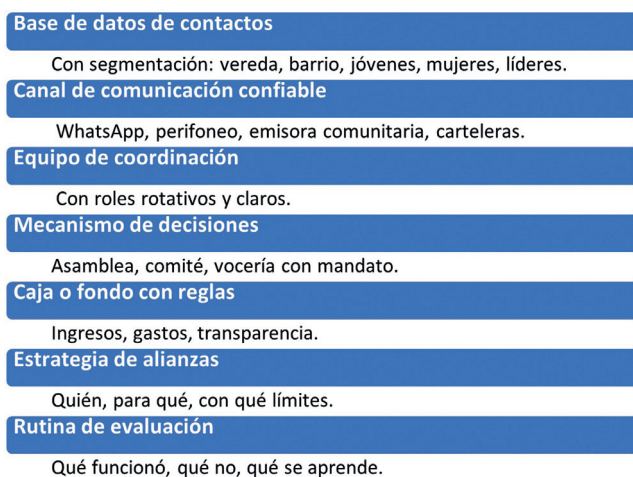 Base de datos de contactos
Con segmentación: vereda, barrio, jóvenes, mujeres, líderes.
Canal de comunicación confiable
WhatsApp, perifoneo, emisora comunitaria, carteleras.
Equipo de coordinación
Con roles rotativos y claros.
Mecanismo de decisiones
Asamblea, comité, vocería con mandato.
Caja o fondo con reglas
Ingresos, gastos, transparencia.
Estrategia de alianzas
Quién, para qué, con qué límites.
Rutina de evaluación
Qué funcionó, qué no, qué se aprende.